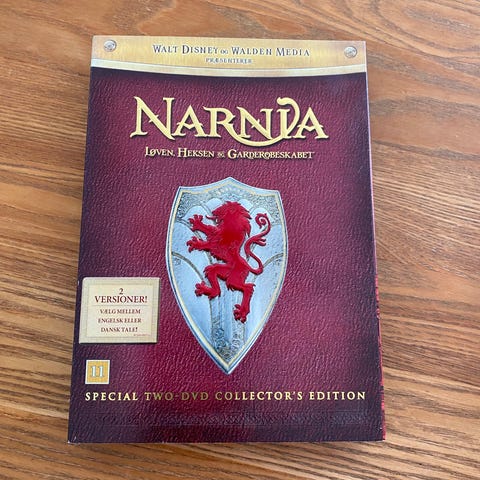 WALT DISNEY OG WALDEN MEDIA
PRÆSENTERER
NARNIA
LØVEN, HEKSEN OG GARDEROBESKABET
2
VERSIONER!
VÆLG MELLEM
ENGELSK ELLER
DANSK TALE!
11
SPECIAL TWO-DVD COLLECTOR'S EDITION